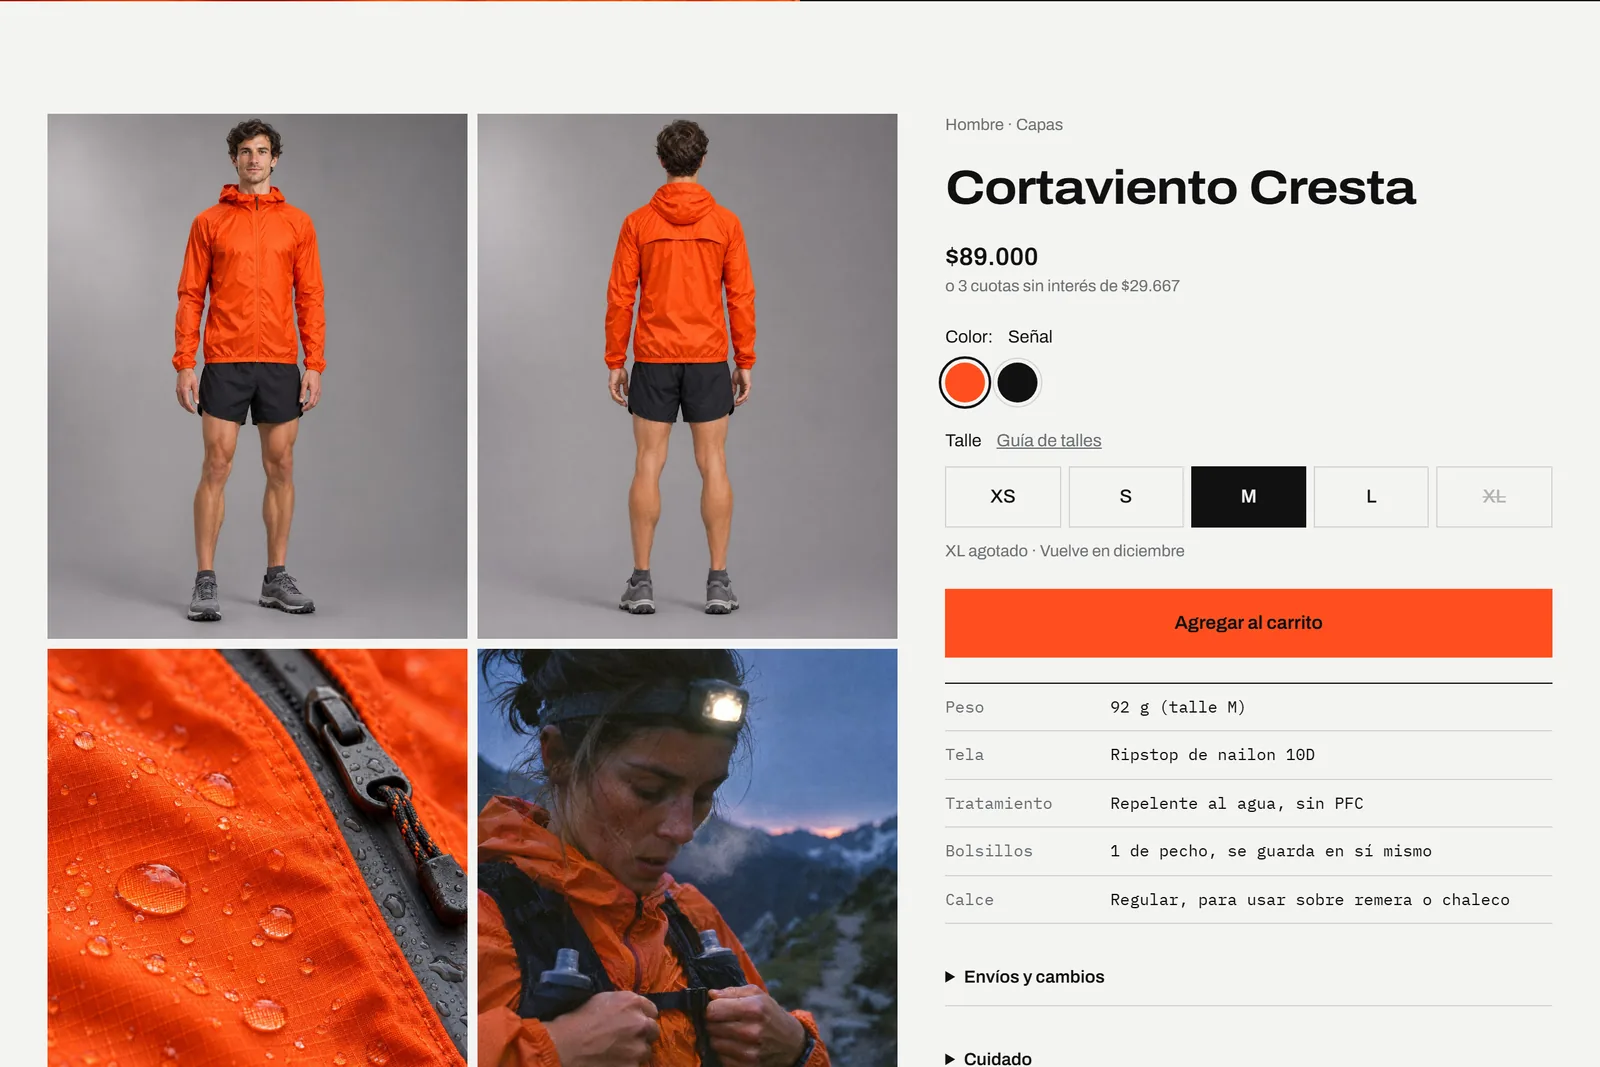 Hombre · Capas
Cortaviento Cresta
$89.000
o 3 cuotas sin interés de $29.667
Color: Señal
Talle Guía de talles
XS S M L XL
XL agotado · Vuelve en diciembre
Agregar al carrito
Peso 92 g (talle M)
Tela Ripstop de nailon 10D
Tratamiento Repelente al agua, sin PFC
Bolsillos 1 de pecho, se guarda en sí mismo
Calce Regular, para usar sobre remera o chaleco
Envíos y cambios
Cuidado